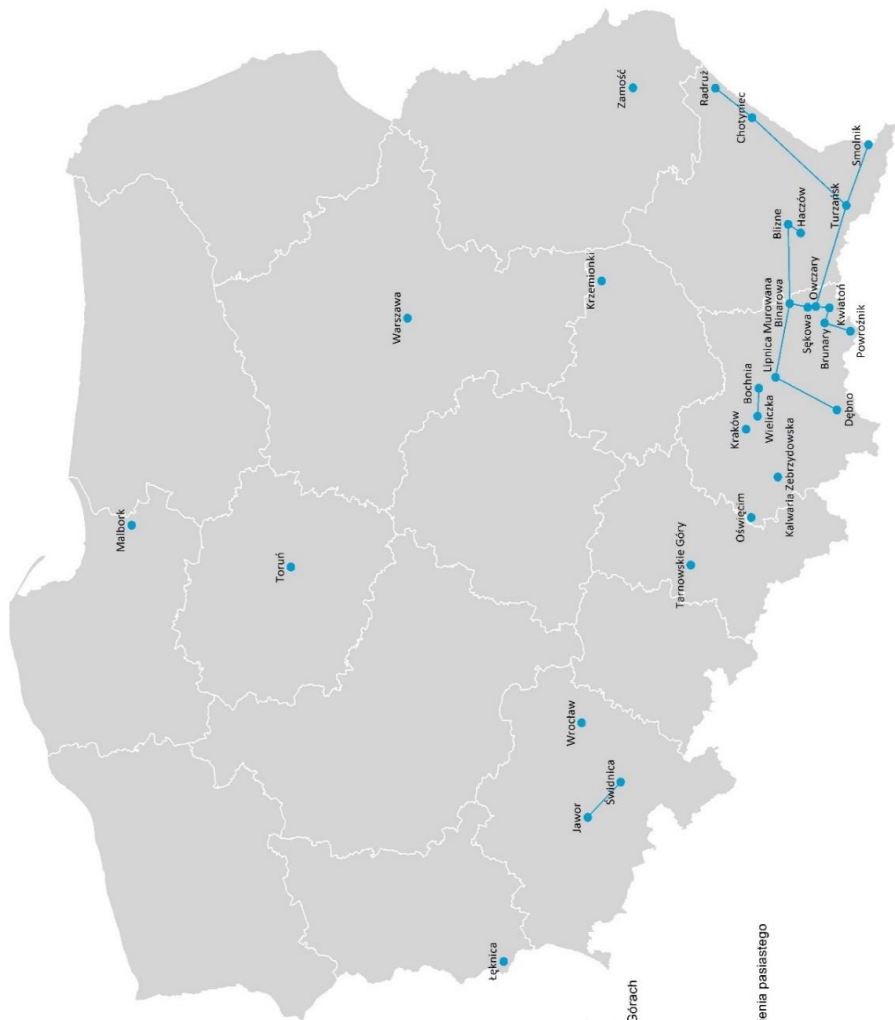 Malbork
Toruń
Warszawa
Zamość
Radruż
Chotyniec
Smolnik
Turzańsk
Blizne
Haczów
Krzemionki
Lipnica Murowana
Binarowa
Sękowa
Owczary
Brunary
Kwiatoń
Powroźnik
Bochnia
Wieliczka
Kraków
Dębno
Kalwaria Zebrzydowska
Oświęcim
Tarnowskie Góry
Wrocław
Świdnica
Jawor
Łęknica
Górach
enia pasiastego